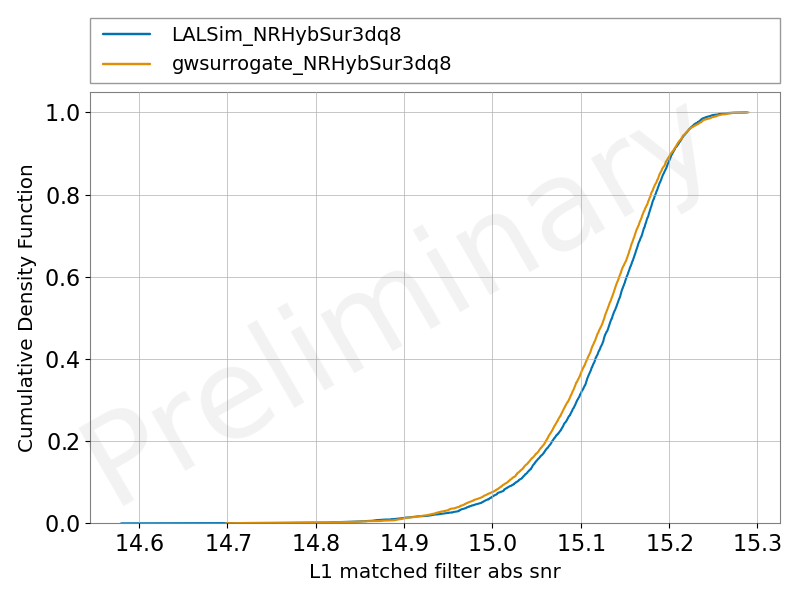 LALSim_NRHybSur3dq8
gwsurrogate_NRHybSur3dq8
Preliminary
Cumulative Density Function
1.0
0.8
0.6
0.4
0.2
0.0
14.6 14.7 14.8 14.9 15.0 15.1 15.2 15.3
L1 matched filter abs snr